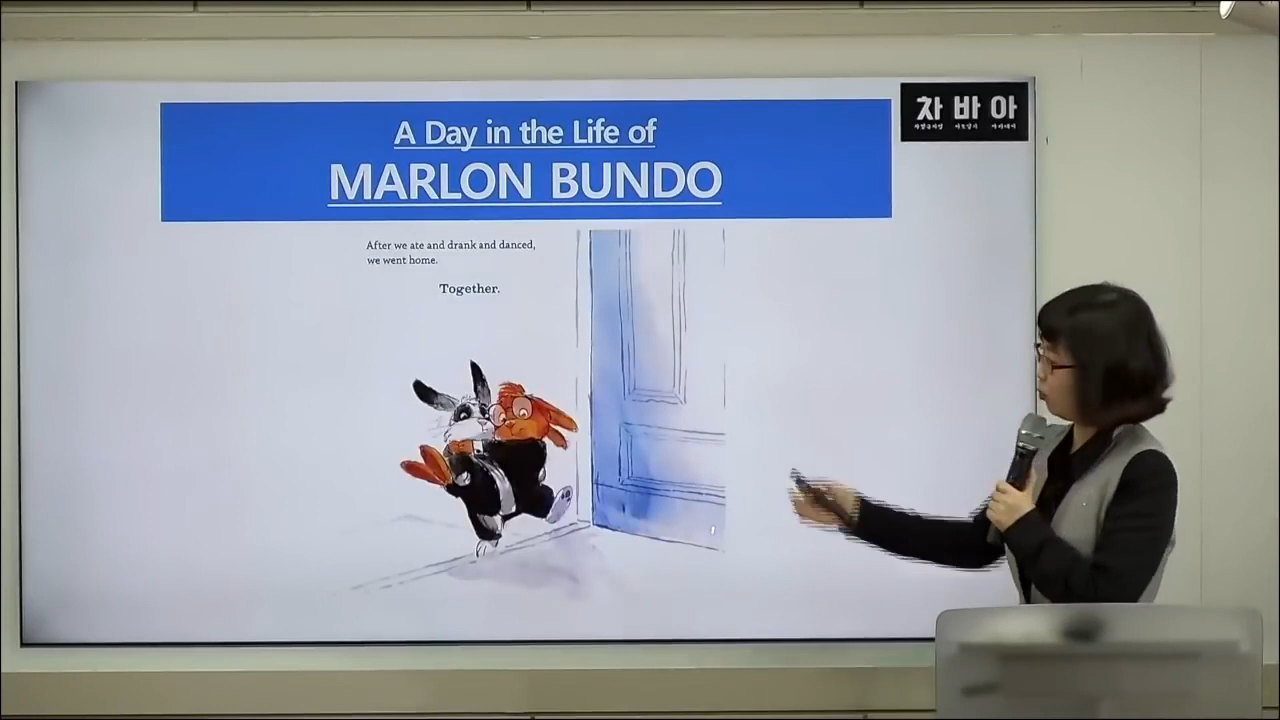 A Day in the Life of
MARLON BUNDO
차 바 아
After we ate and drank and danced,
we went home.
Together.